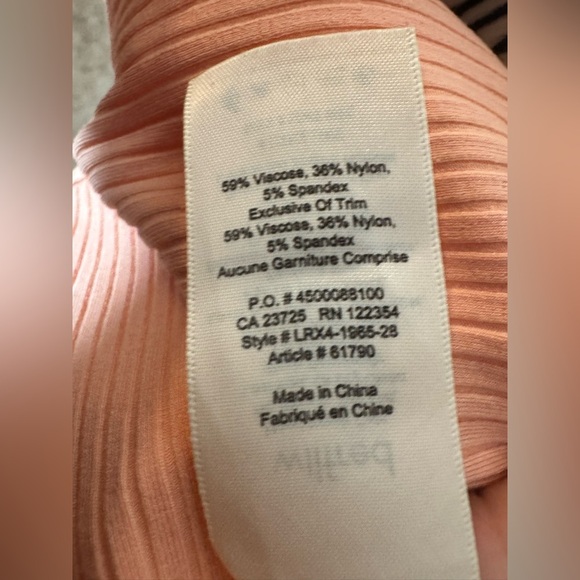 59% Viscose, 36% Nylon,
5% Spandex
Exclusive Of Trim
59% Viscose, 36% Nylon,
5% Spandex
Aucune Garniture Comprise
P.O. # 4500088100
CA 23725 RN 122354
Style # LRX4-1965-28
Article # 61790
Made in China
Fabriqué en Chine
wilfred